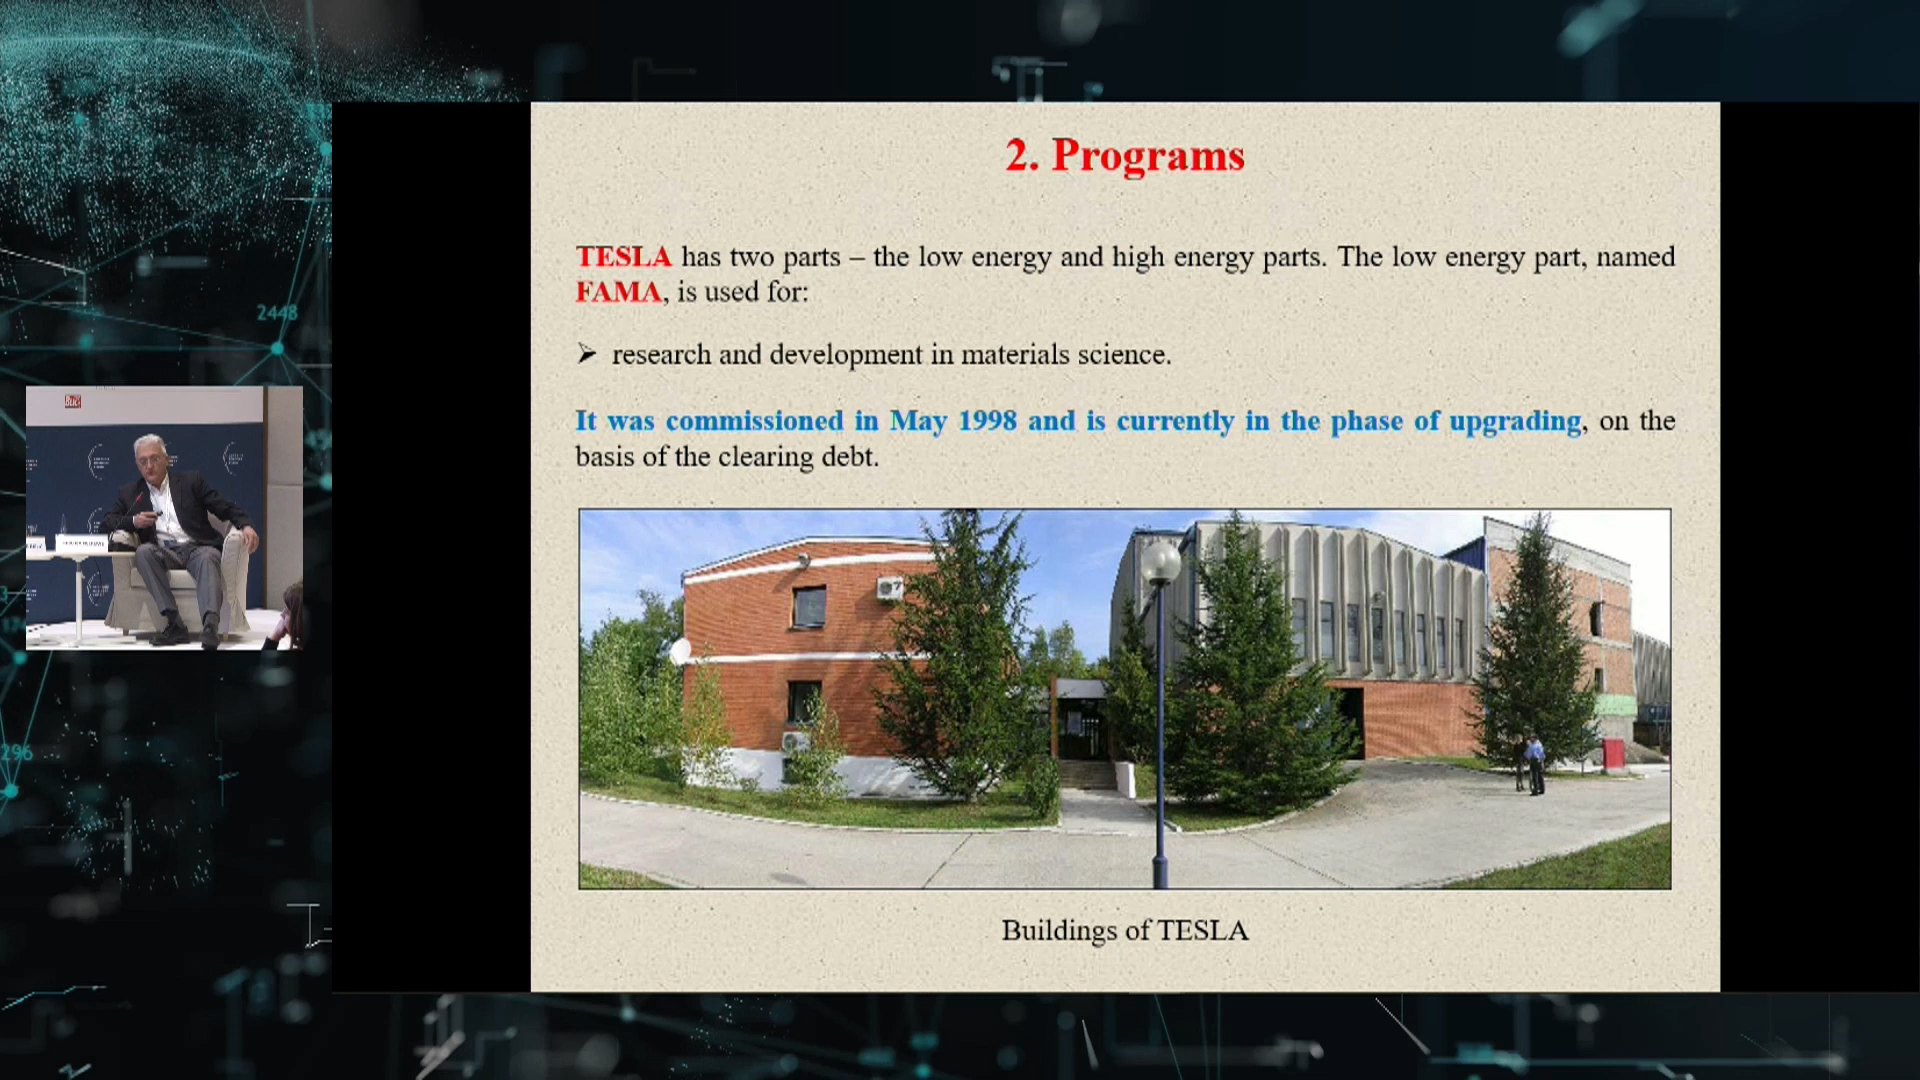 2. Programs
TESLA has two parts – the low energy and high energy parts. The low energy part, named
FAMA, is used for:
➢ research and development in materials science.
It was commissioned in May 1998 and is currently in the phase of upgrading, on the
basis of the clearing debt.
Buildings of TESLA
2448
296